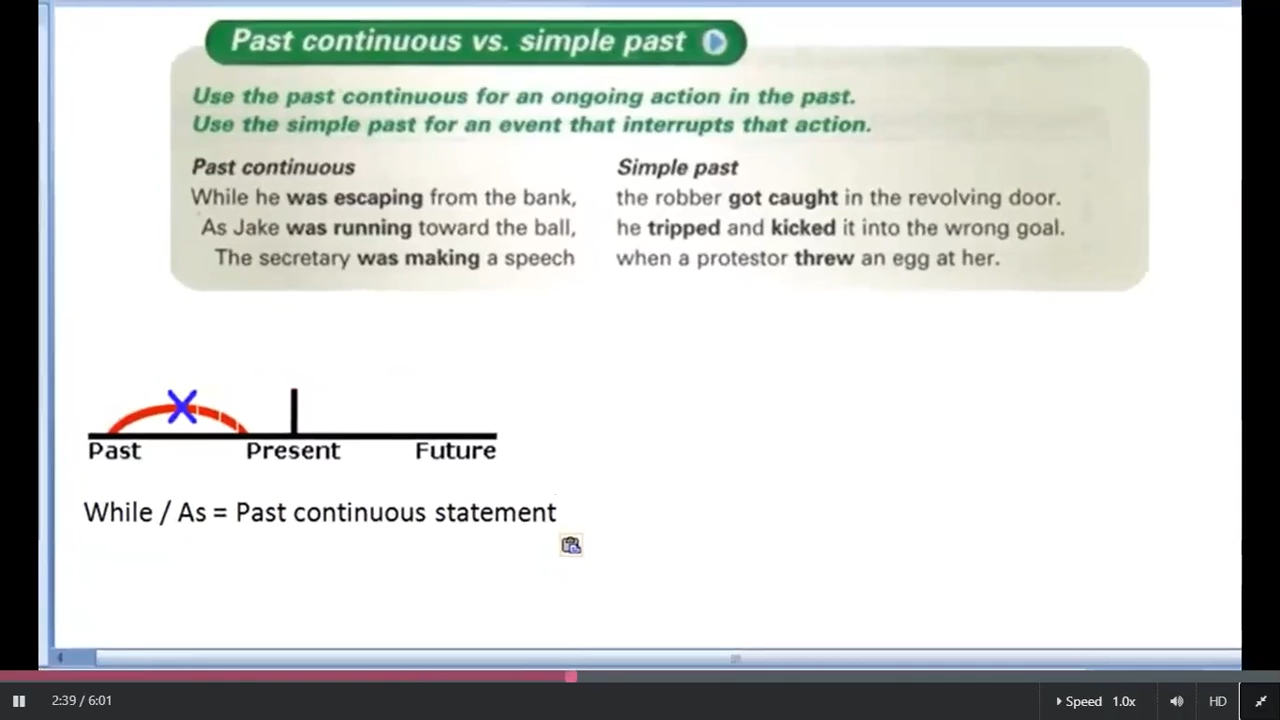 Past continuous vs. simple past
Use the past continuous for an ongoing action in the past.
Use the simple past for an event that interrupts that action.
Past continuous Simple past
While he was escaping from the bank, the robber got caught in the revolving door.
As Jake was running toward the ball, he tripped and kicked it into the wrong goal.
The secretary was making a speech when a protestor threw an egg at her.
Past Present Future
While / As = Past continuous statement
2:39 / 6:01 Speed 1.0x HD